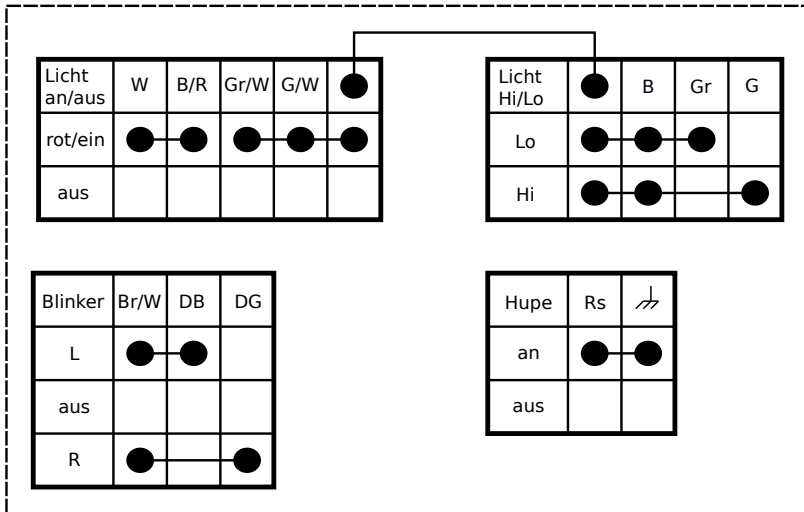 Licht an/aus W B/R Gr/W G/W
rot/ein
aus
Licht Hi/Lo B Gr G
Lo
Hi
Blinker Br/W DB DG
L
aus
R
Hupe Rs
an
aus